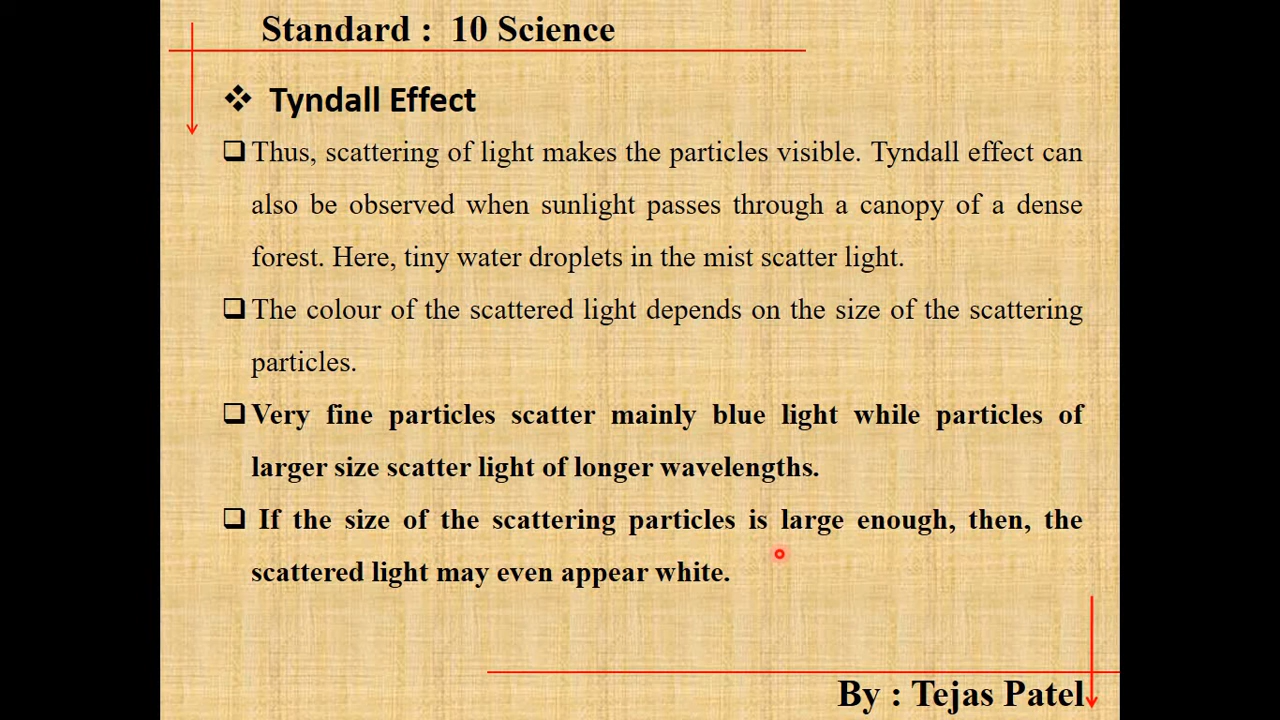 Standard : 10 Science
Tyndall Effect
Thus, scattering of light makes the particles visible. Tyndall effect can
also be observed when sunlight passes through a canopy of a dense
forest. Here, tiny water droplets in the mist scatter light.
The colour of the scattered light depends on the size of the scattering
particles.
Very fine particles scatter mainly blue light while particles of
larger size scatter light of longer wavelengths.
If the size of the scattering particles is large enough, then, the
scattered light may even appear white.
By : Tejas Patel